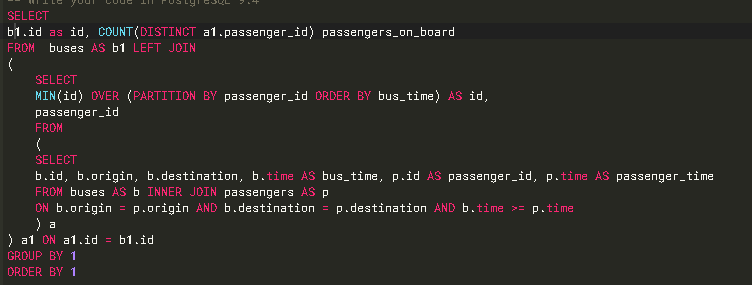 -- Write your code in PostgreSQL 9.4
SELECT
b1.id as id, COUNT(DISTINCT a1.passenger_id) passengers_on_board
FROM  buses AS b1 LEFT JOIN
(
    SELECT
    MIN(id) OVER (PARTITION BY passenger_id ORDER BY bus_time) AS id,
    passenger_id
    FROM
    (
    SELECT
    b.id, b.origin, b.destination, b.time AS bus_time, p.id AS passenger_id, p.time AS passenger_time
    FROM buses AS b INNER JOIN passengers AS p
    ON b.origin = p.origin AND b.destination = p.destination AND b.time >= p.time
    ) a
) a1 ON a1.id = b1.id
GROUP BY 1
ORDER BY 1